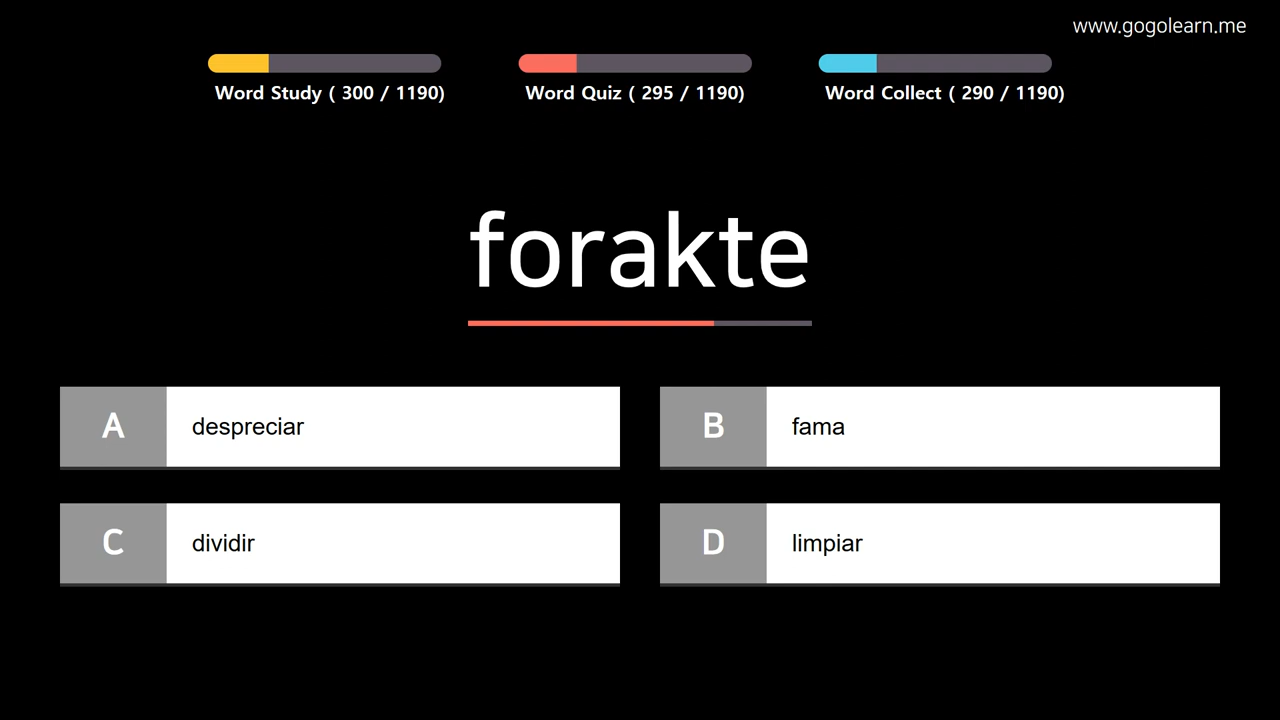 www.gogolearn.me
Word Study ( 300 / 1190)
Word Quiz ( 295 / 1190)
Word Collect ( 290 / 1190)
forakte
A despreciar
B fama
C dividir
D limpiar